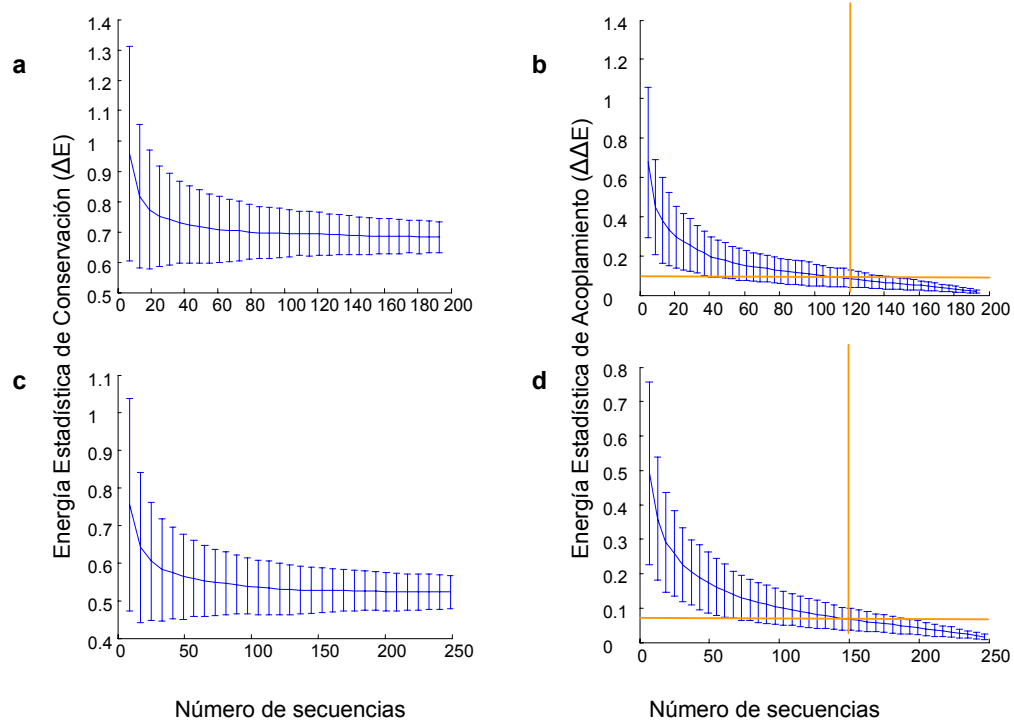 a
1.4
1.3
1.2
1.1
1
0.9
0.8
0.7
0.6
0.5
0 20 40 60 80 100 120 140 160 180 200
b
1.4
1.2
1
0.8
0.6
0.4
0.2
0
0 20 40 60 80 100 120 140 160 180 200
Energía Estadística de Conservación (ΔE)
Energía Estadística de Acoplamiento (ΔΔE)
c
1.1
1
0.9
0.8
0.7
0.6
0.5
0.4
0 50 100 150 200 250
d
0.8
0.7
0.6
0.5
0.4
0.3
0.2
0.1
0
0 50 100 150 200 250
Número de secuencias
Número de secuencias